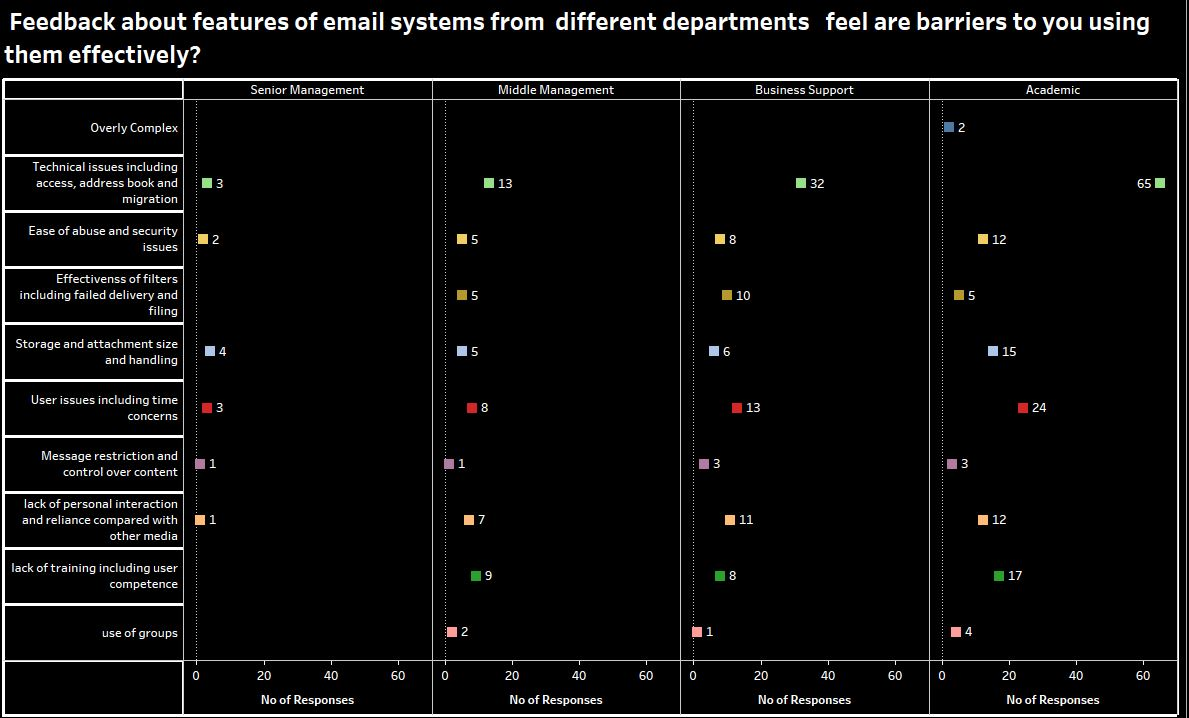 Feedback about features of email systems from  different departments   feel are barriers to you using
them effectively?
Senior Management
Middle Management
Business Support
Academic
Overly Complex
2
Technical issues including
access, address book and
migration
3
13
32
65
Ease of abuse and security
issues
2
5
8
12
Effectivenss of filters
including failed delivery and
filing
5
10
5
Storage and attachment size
and handling
4
5
6
15
User issues including time
concerns
3
8
13
24
Message restriction and
control over content
1
1
3
3
lack of personal interaction
and reliance compared with
other media
1
7
11
12
lack of training including user
competence
9
8
17
use of groups
2
1
4
0 20 40 60
0 20 40 60
0 20 40 60
0 20 40 60
No of Responses
No of Responses
No of Responses
No of Responses